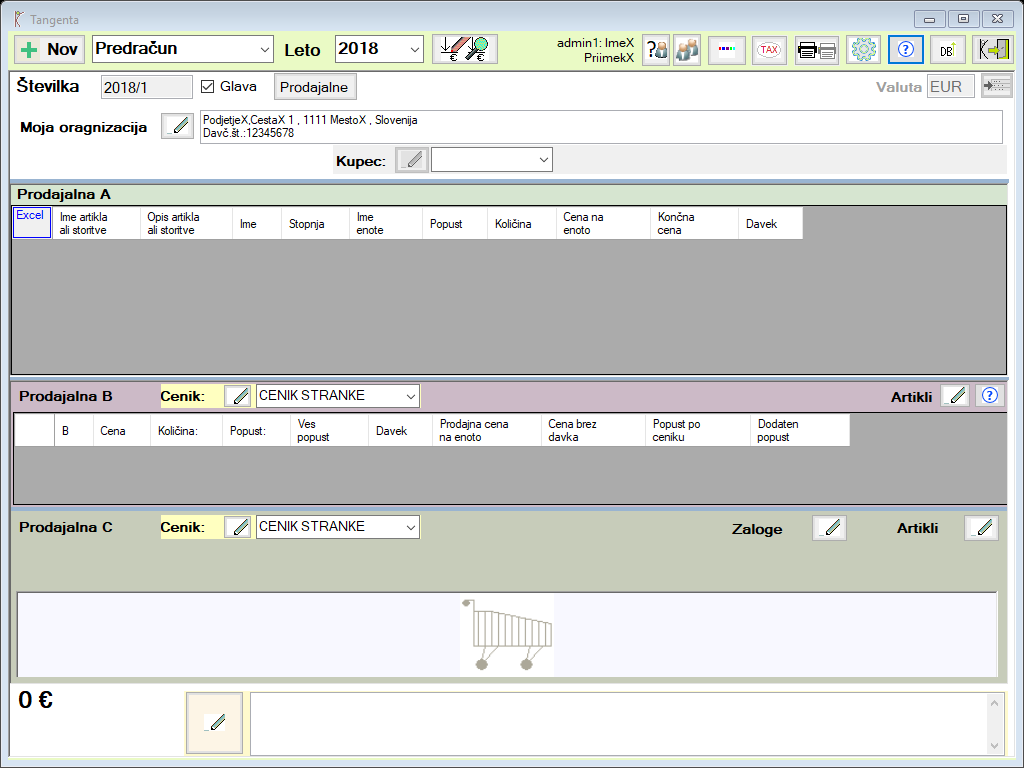 Tangenta
Nov
Predračun
Leto
2018
admin1: ImeX
PriimekX
?
TAX
?
DB
Številka
2018/1
Glava
Prodajalne
Valuta
EUR
Moja oragnizacija
PodjetjeX,CestaX 1 , 1111 MestoX , Slovenija
Davč.št.:12345678
Kupec:
Prodajalna A
Excel
Ime artikla
ali storitve
Opis artikla
ali storitve
Ime
Stopnja
Ime
enote
Popust
Količina
Cena na
enoto
Končna
cena
Davek
Prodajalna B
Cenik:
CENIK STRANKE
Artikli
?
B
Cena
Količina:
Popust:
Ves
popust
Davek
Prodajna cena
na enoto
Cena brez
davka
Popust po
ceniku
Dodaten
popust
Prodajalna C
Cenik:
CENIK STRANKE
Zaloge
Artikli
0 €